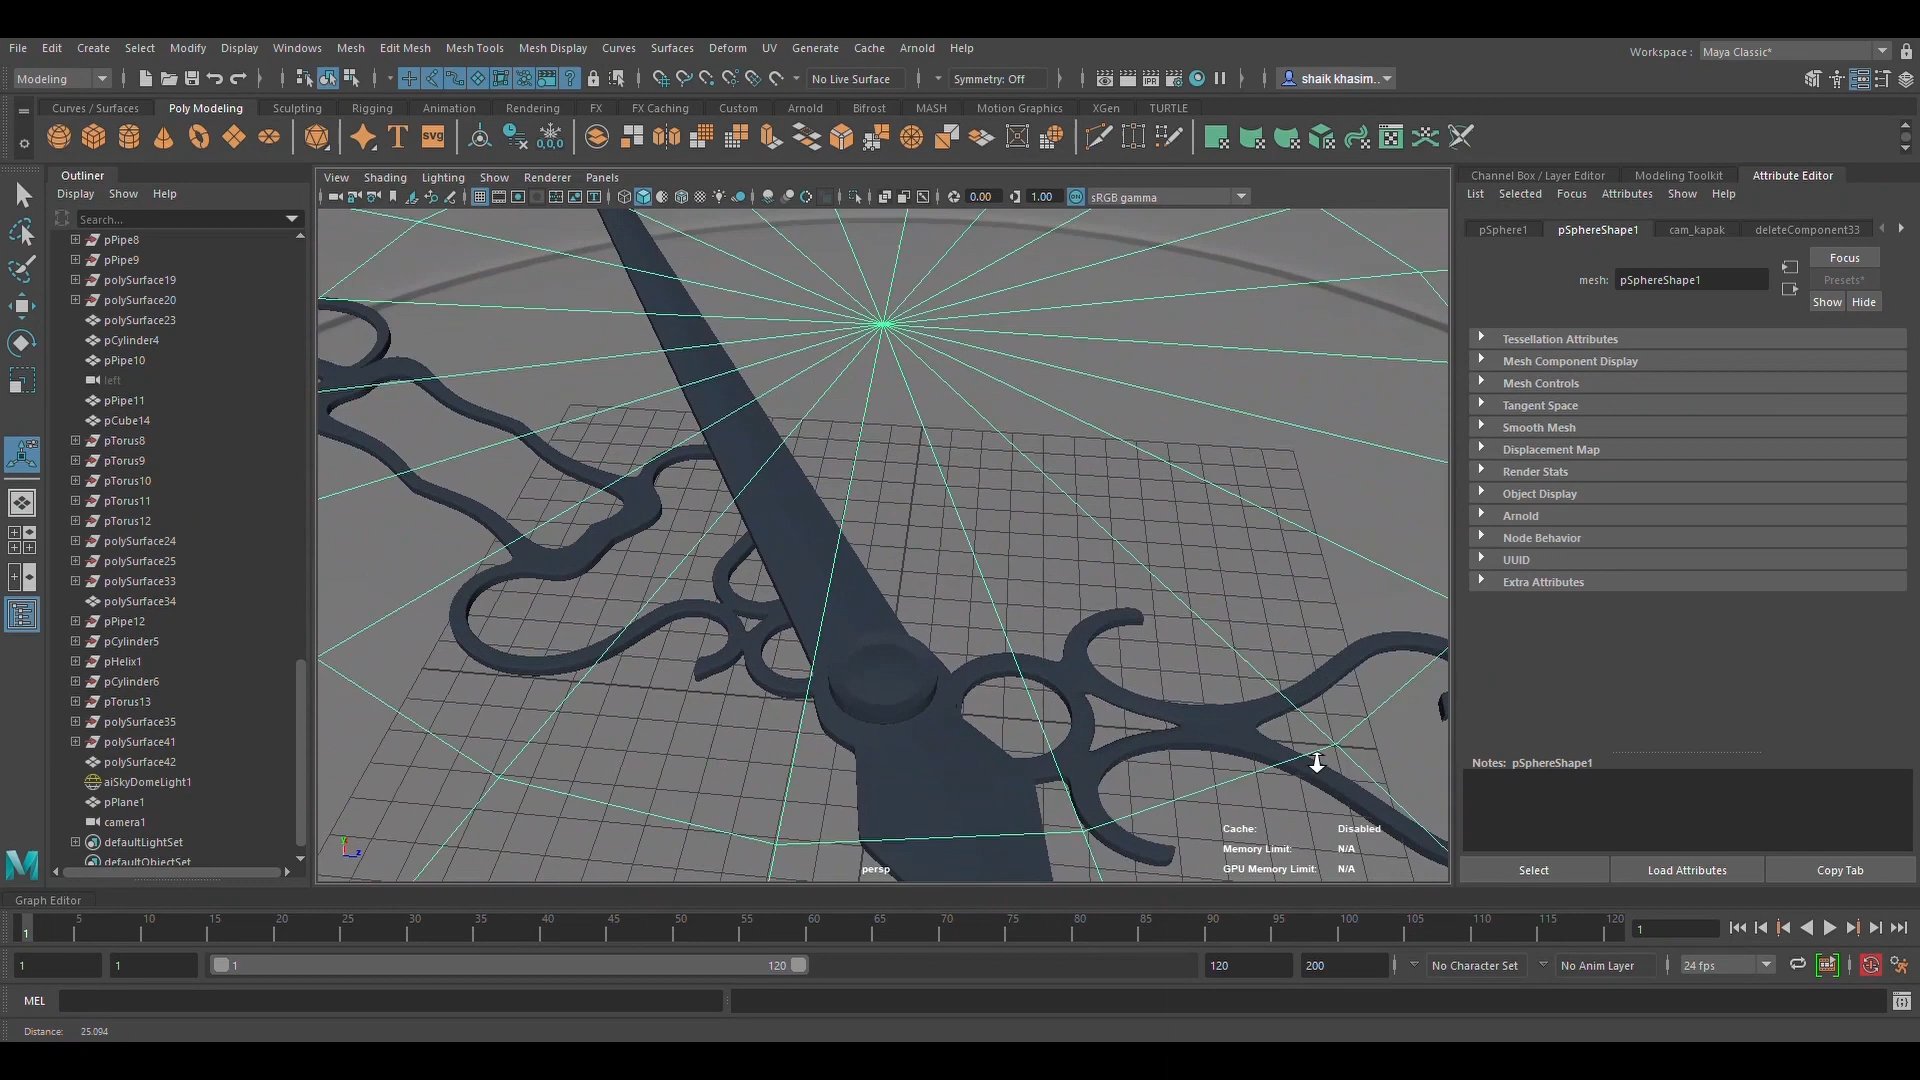 File Edit Create Select Modify Display Windows Mesh Edit Mesh Mesh Tools Mesh Display Curves Surfaces Deform UV Generate Cache Arnold Help
Workspace : Maya Classic*
Modeling No Live Surface Symmetry: Off shaik khasim..
Curves / Surfaces Poly Modeling Sculpting Rigging Animation Rendering FX FX Caching Custom Arnold Bifrost MASH Motion Graphics XGen TURTLE
T svg 0,0,0
Outliner
Display Show Help
Search...
pPipe8
pPipe9
polySurface19
polySurface20
polySurface23
pCylinder4
pPipe10
left
pPipe11
pCube14
pTorus8
pTorus9
pTorus10
pTorus11
pTorus12
polySurface24
polySurface25
polySurface33
polySurface34
pPipe12
pCylinder5
pHelix1
pCylinder6
pTorus13
polySurface35
polySurface41
polySurface42
aiSkyDomeLight1
pPlane1
camera1
defaultLightSet
defaultObjectSet
View Shading Lighting Show Renderer Panels
0.00 1.00 sRGB gamma
persp
Cache: Disabled
Memory Limit: N/A
GPU Memory Limit: N/A
Channel Box / Layer Editor Modeling Toolkit Attribute Editor
List Selected Focus Attributes Show Help
pSphere1 pSphereShape1 cam_kapak deleteComponent33
Focus
mesh: pSphereShape1 Presets*
Show Hide
Tessellation Attributes
Mesh Component Display
Mesh Controls
Tangent Space
Smooth Mesh
Displacement Map
Render Stats
Object Display
Arnold
Node Behavior
UUID
Extra Attributes
Notes: pSphereShape1
Select Load Attributes Copy Tab
Graph Editor
1 5 10 15 20 25 30 35 40 45 50 55 60 65 70 75 80 85 90 95 100 105 110 115 120 1
1 1 1 120 120 200 No Character Set No Anim Layer 24 fps
MEL
Distance: 25.094